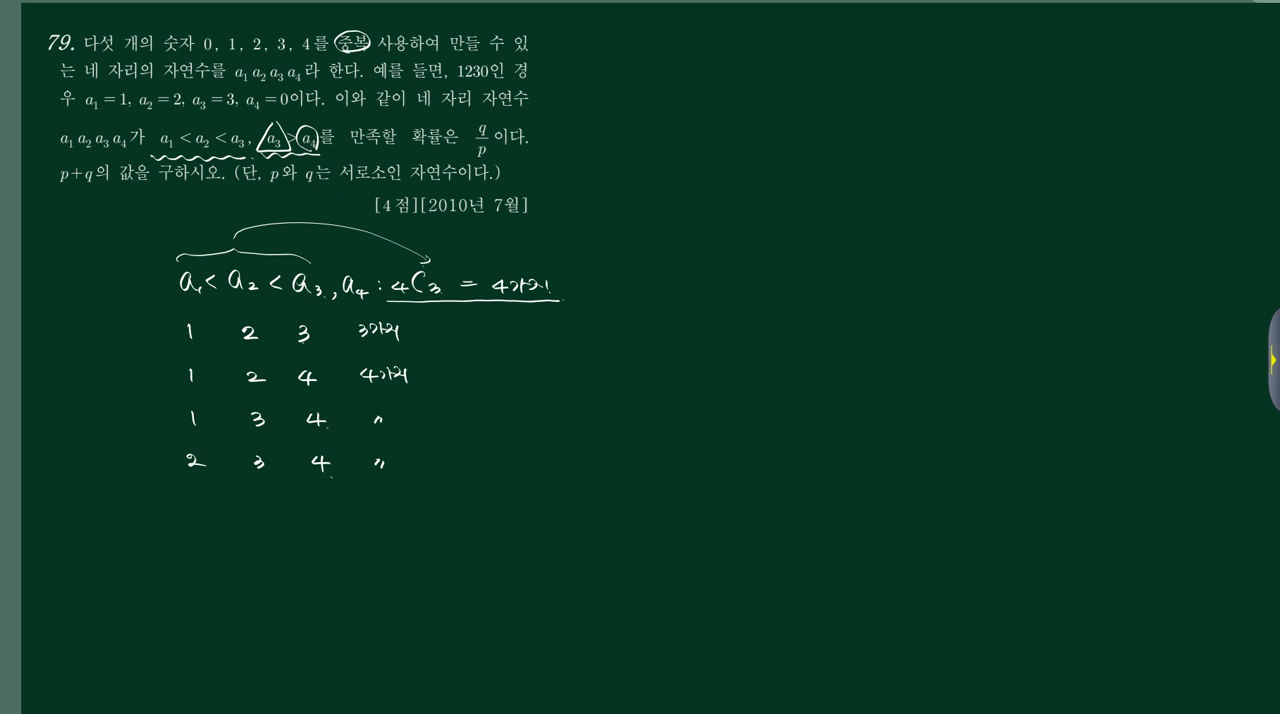 79. 다섯 개의 숫자 0, 1, 2, 3, 4를 중복 사용하여 만들 수 있
는 네 자리의 자연수를 a₁a₂a₃a₄라 한다. 예를 들면, 1230인 경
우 a₁=1, a₂=2, a₃=3, a₄=0이다. 이와 같이 네 자리 자연수
a₁a₂a₃a₄가 a₁<a₂<a₃, a₃>a₄를 만족할 확률은 q/p이다.
p+q의 값을 구하시오. (단, p와 q는 서로소인 자연수이다.)
[4점][2010년 7월]
a₁<a₂<a₃, a₄ : ₄C₃ = 4가지
1 2 3 3가지
1 2 4 4가지
1 3 4 〃
2 3 4 〃